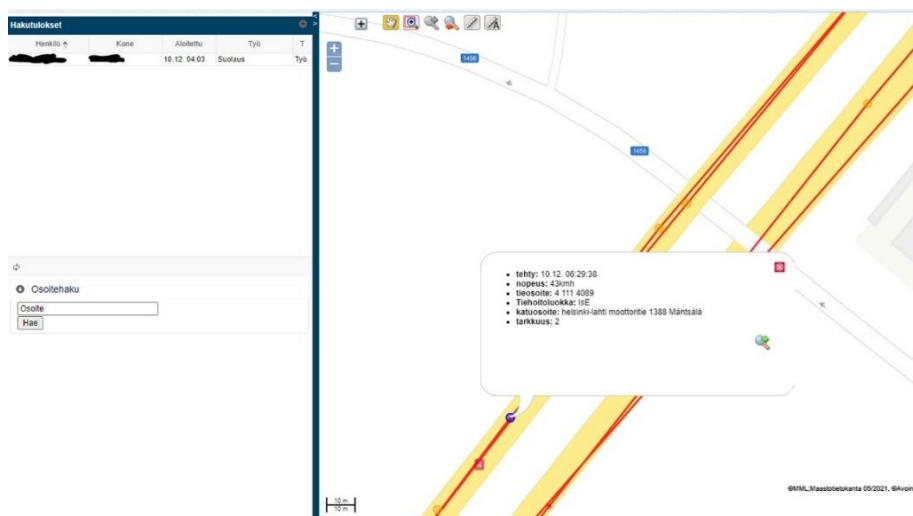 Hakutulokset
Henkilö Kone Aloitettu Työ T
10.12. 04:03 Suolaus Työ
Osoitehaku
Osoite
Hae
1456
1456
tehty: 10.12. 06:29:38
nopeus: 43kmh
tieosoite: 4 111 4089
Tiehoitoluokka: IsE
katuosoite: helsinki-lahti moottoritie 1388 Mäntsälä
tarkkuus: 2
4
10 m
10 m
©MML;Maastotietokanta 05/2021, ©Avoin